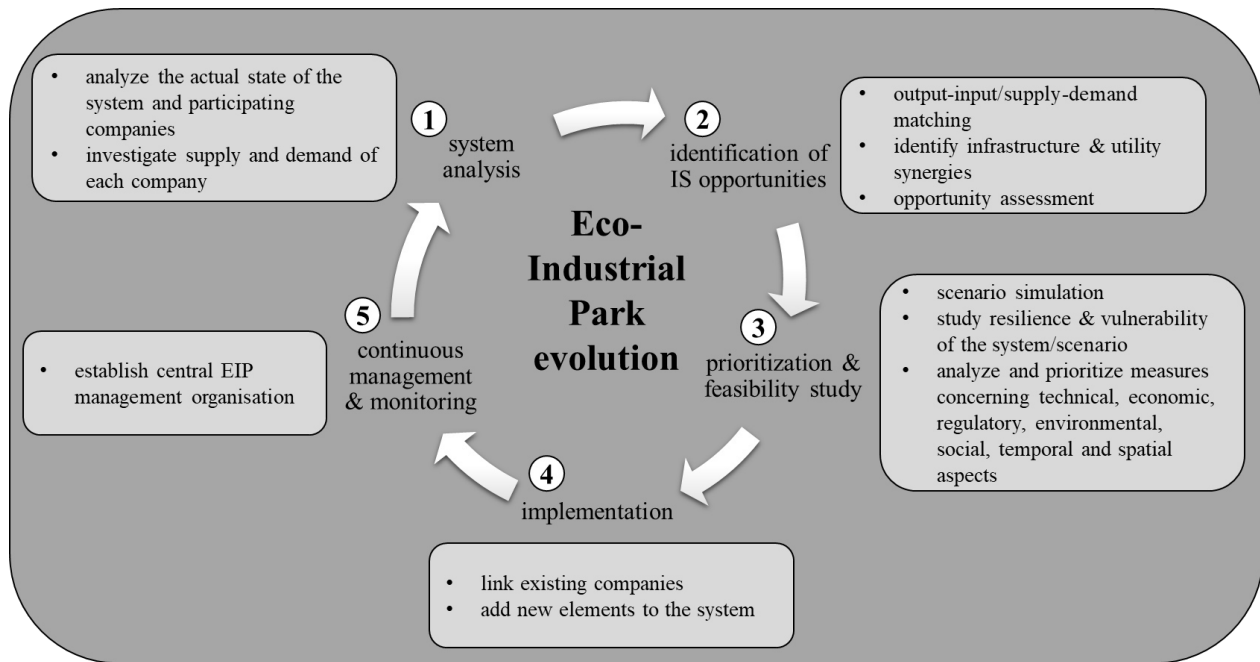 • analyze the actual state of the
system and participating
companies
• investigate supply and demand of
each company
1
system
analysis
2
identification of
IS opportunities
• output-input/supply-demand
matching
• identify infrastructure & utility
synergies
• opportunity assessment
Eco-
Industrial
Park
evolution
3
prioritization &
feasibility study
• scenario simulation
• study resilience & vulnerability
of the system/scenario
• analyze and prioritize measures
concerning technical, economic,
regulatory, environmental,
social, temporal and spatial
aspects
4
implementation
• link existing companies
• add new elements to the system
5
continuous
management
& monitoring
• establish central EIP
management organisation